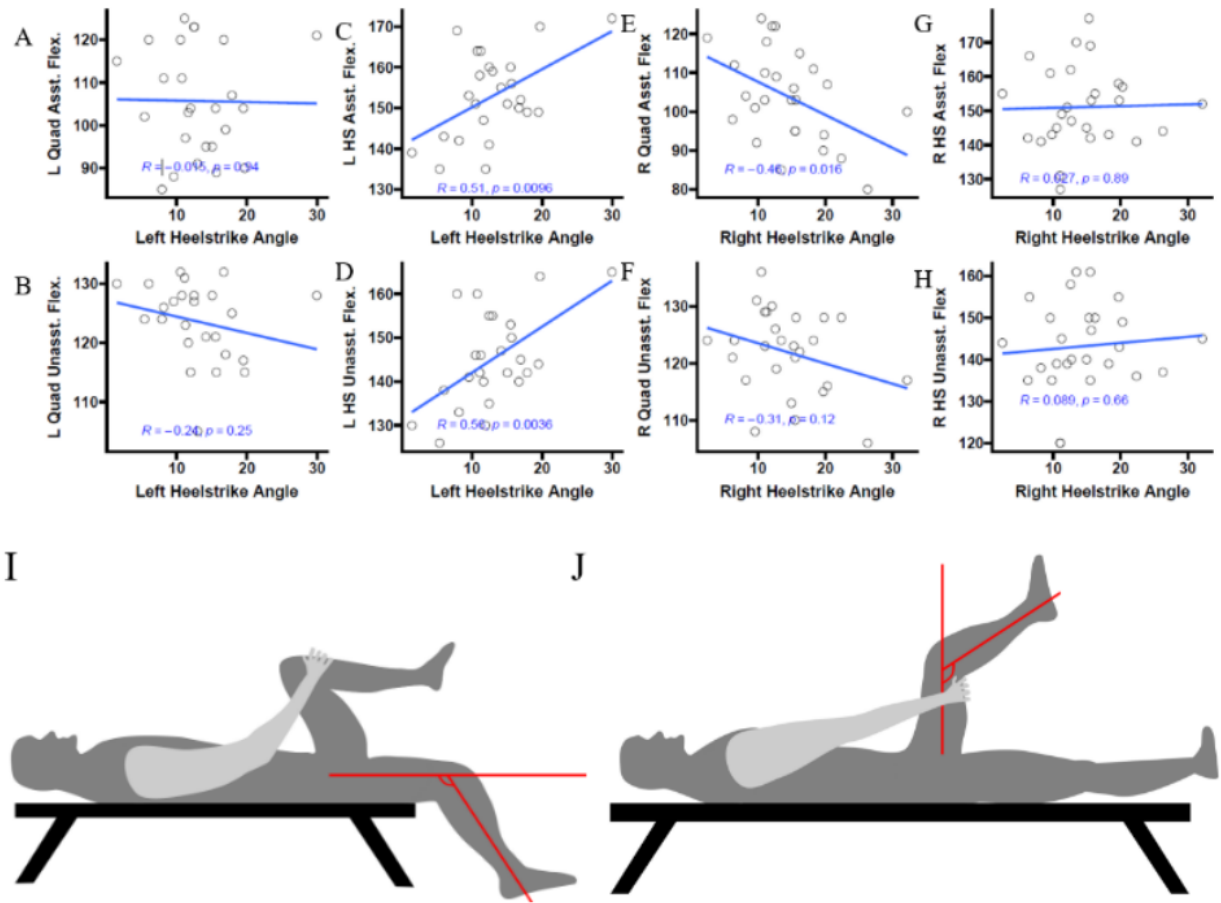 A
L Quad Asst. Flex.
120
110
100
90
R = −0.015, p = 0.94
10 20 30
Left Heelstrike Angle
C
L HS Asst. Flex.
170
160
150
140
130
R = 0.51, p = 0.0096
10 20 30
Left Heelstrike Angle
E
R Quad Asst. Flex
120
110
100
90
80
R = −0.46, p = 0.016
10 20 30
Right Heelstrike Angle
G
R HS Asst. Flex
170
160
150
140
130
R = 0.027, p = 0.89
10 20 30
Right Heelstrike Angle
B
L Quad Unasst. Flex.
130
120
110
R = −0.24, p = 0.25
10 20 30
Left Heelstrike Angle
D
L HS Unasst. Flex.
160
150
140
130
p = 0.0036
10 20 30
Left Heelstrike Angle
F
R Quad Unasst. Flex
130
120
110
R = −0.31, p = 0.12
10 20 30
Right Heelstrike Angle
H
R HS Unasst. Flex
160
150
140
130
120
R = 0.089, p = 0.66
10 20 30
Right Heelstrike Angle
I
J